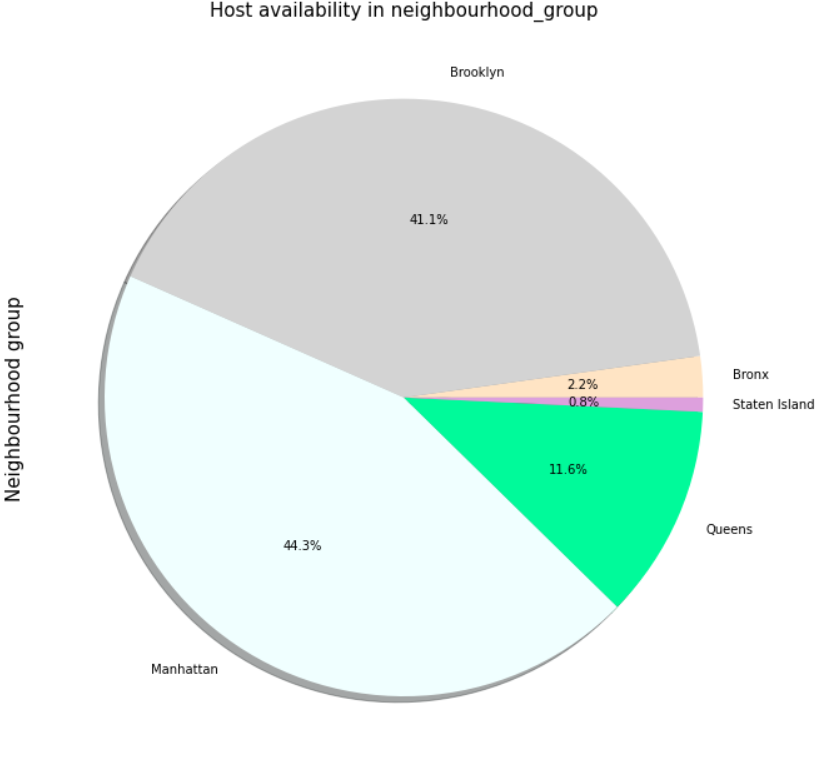 Host availability in neighbourhood_group
Brooklyn
41.1%
Bronx
2.2%
Staten Island
0.8%
Neighbourhood group
11.6%
Queens
44.3%
Manhattan